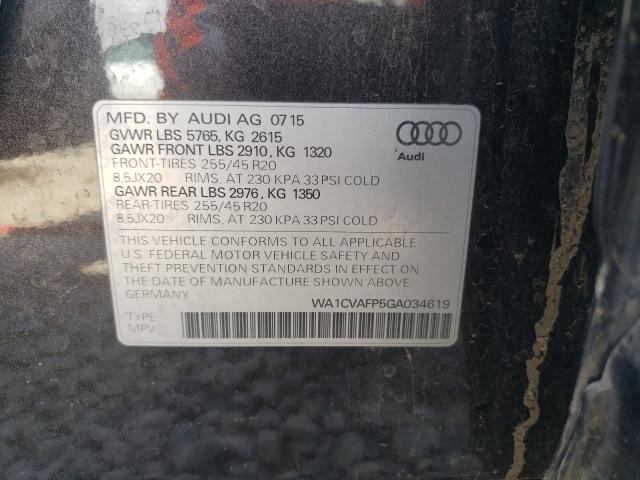 MFD. BY AUDI AG 07 15
GVWR LBS 5765, KG 2615
GAWR FRONT LBS 2910, KG 1320
FRONT-TIRES 255/45 R20
8,5JX20 RIMS, AT 230 KPA 33 PSI COLD
GAWR REAR LBS 2976, KG 1350
REAR-TIRES 255/45 R20
8,5JX20 RIMS, AT 230 KPA 33 PSI COLD
Audi
THIS VEHICLE CONFORMS TO ALL APPLICABLE
U.S. FEDERAL MOTOR VEHICLE SAFETY AND
THEFT PREVENTION STANDARDS IN EFFECT ON
THE DATE OF MANUFACTURE SHOWN ABOVE
GERMANY
WA1CVAFP5GA034619
TYPE
MPV